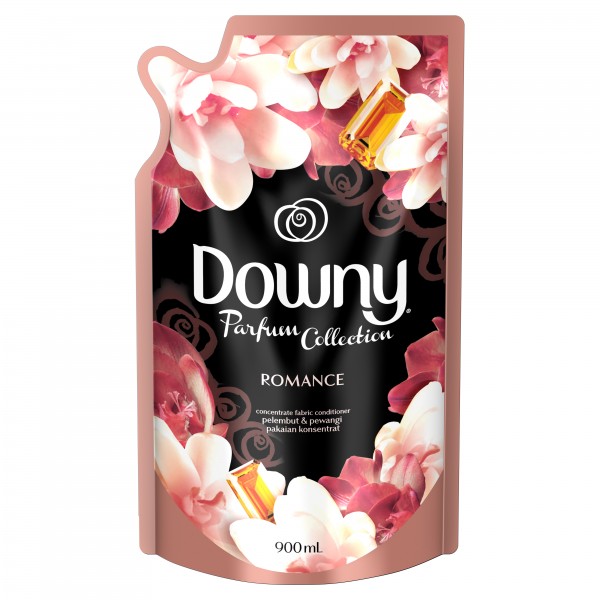 Downy®
Parfum Collection
ROMANCE
concentrate fabric conditioner
pelembut & pewangi
pakaian konsentrat
900mL